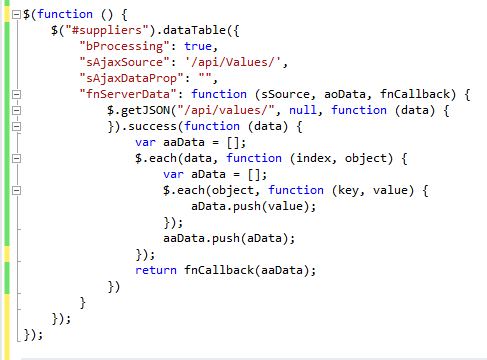 $(function () {
    $("#suppliers").dataTable({
        "bProcessing": true,
        "sAjaxSource": '/api/Values/',
        "sAjaxDataProp": "",
        "fnServerData": function (sSource, aoData, fnCallback) {
            $.getJSON("/api/values/", null, function (data) {
            }).success(function (data) {
                var aaData = [];
                $.each(data, function (index, object) {
                    var aData = [];
                    $.each(object, function (key, value) {
                        aData.push(value);
                    });
                    aaData.push(aData);
                });
                return fnCallback(aaData);
            })
        }
    });
});